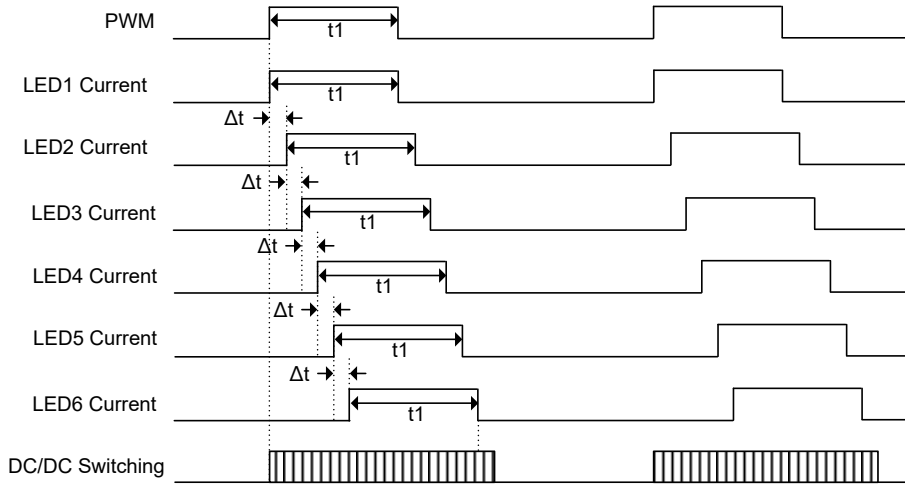 PWM
t1
LED1 Current
t1
Δt
LED2 Current
t1
Δt
LED3 Current
t1
Δt
LED4 Current
t1
Δt
LED5 Current
t1
Δt
LED6 Current
t1
DC/DC Switching